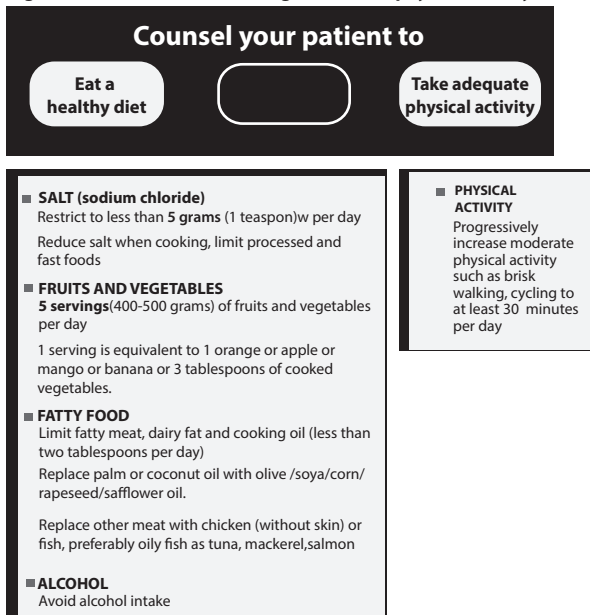 Counsel your patient to
Eat a
healthy diet
Take adequate
physical activity
SALT (sodium chloride)
Restrict to less than 5 grams (1 teaspon)w per day
Reduce salt when cooking, limit processed and
fast foods
FRUITS AND VEGETABLES
5 servings(400-500 grams) of fruits and vegetables
per day
1 serving is equivalent to 1 orange or apple or
mango or banana or 3 tablespoons of cooked
vegetables.
FATTY FOOD
Limit fatty meat, dairy fat and cooking oil (less than
two tablespoons per day)
Replace palm or coconut oil with olive /soya/corn/
rapeseed/safflower oil.
Replace other meat with chicken (without skin) or
fish, preferably oily fish as tuna, mackerel,salmon
ALCOHOL
Avoid alcohol intake
PHYSICAL
ACTIVITY
Progressively
increase moderate
physical activity
such as brisk
walking, cycling to
at least 30 minutes
per day